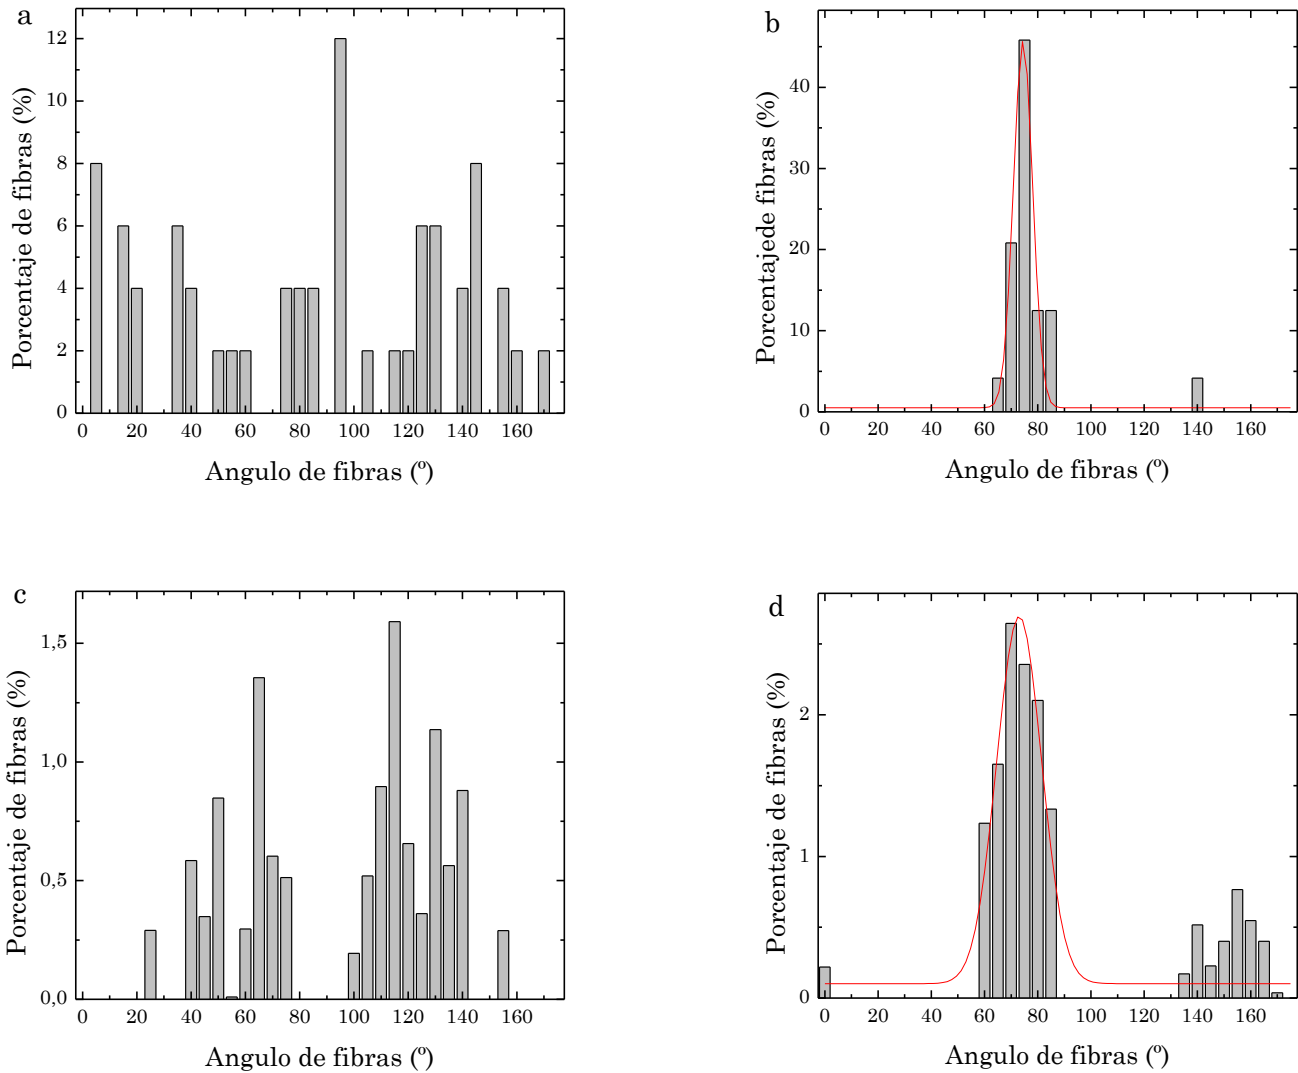 a
Porcentaje de fibras (%)
12
10
8
6
4
2
0
0 20 40 60 80 100 120 140 160
Angulo de fibras (º)
b
Porcentajede fibras (%)
40
30
20
10
0
0 20 40 60 80 100 120 140 160
Angulo de fibras (º)
c
Porcentaje de fibras (%)
1,5
1,0
0,5
0,0
0 20 40 60 80 100 120 140 160
Angulo de fibras (º)
d
Porcentaje de fibras (%)
2
1
0
0 20 40 60 80 100 120 140 160
Angulo de fibras (º)